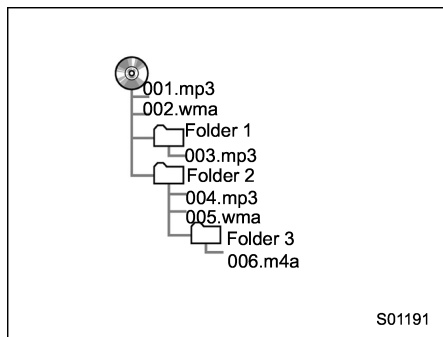 001.mp3
002.wma
Folder 1
003.mp3
Folder 2
004.mp3
005.wma
Folder 3
006.m4a
S01191